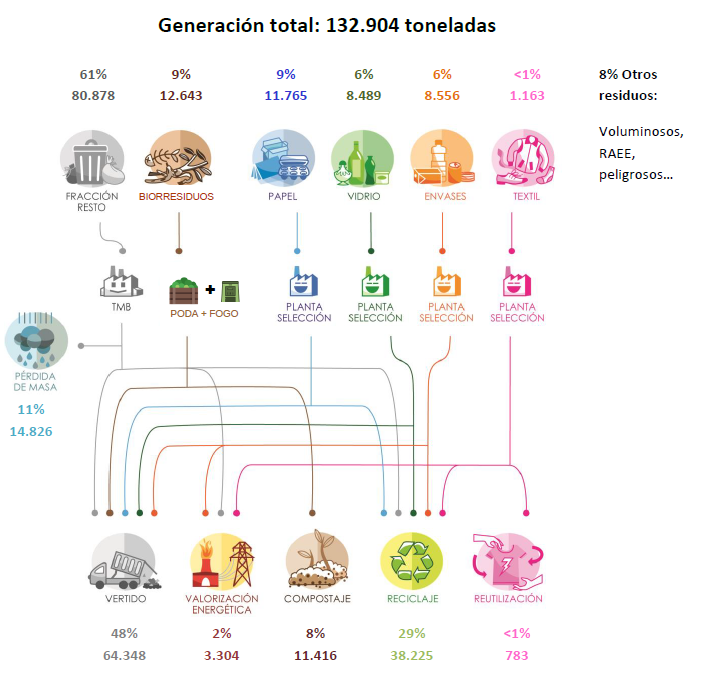 Generación total: 132.904 toneladas
61%
80.878
9%
12.643
9%
11.765
6%
8.489
6%
8.556
<1%
1.163
8% Otros
residuos:
Voluminosos,
RAEE,
peligrosos...
FRACCIÓN
RESTO
BIORRESIDUOS
PAPEL
VIDRIO
ENVASES
TEXTIL
TMB
+
PODA + FOGO
PLANTA
SELECCIÓN
PLANTA
SELECCIÓN
PLANTA
SELECCIÓN
PLANTA
SELECCIÓN
PÉRDIDA
DE MASA
11%
14.826
VERTIDO
VALORIZACIÓN
ENERGÉTICA
COMPOSTAJE
RECICLAJE
REUTILIZACIÓN
48%
64.348
2%
3.304
8%
11.416
29%
38.225
<1%
783